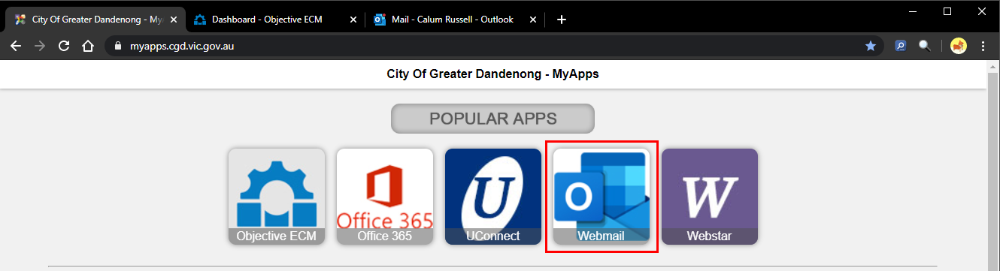 City Of Greater Dandenong - MyA
Dashboard - Objective ECM
Mail - Calum Russell - Outlook
myapps.cgd.vic.gov.au
City Of Greater Dandenong - MyApps
POPULAR APPS
Office 365
U
O
W
Objective ECM
Office 365
UConnect
Webmail
Webstar